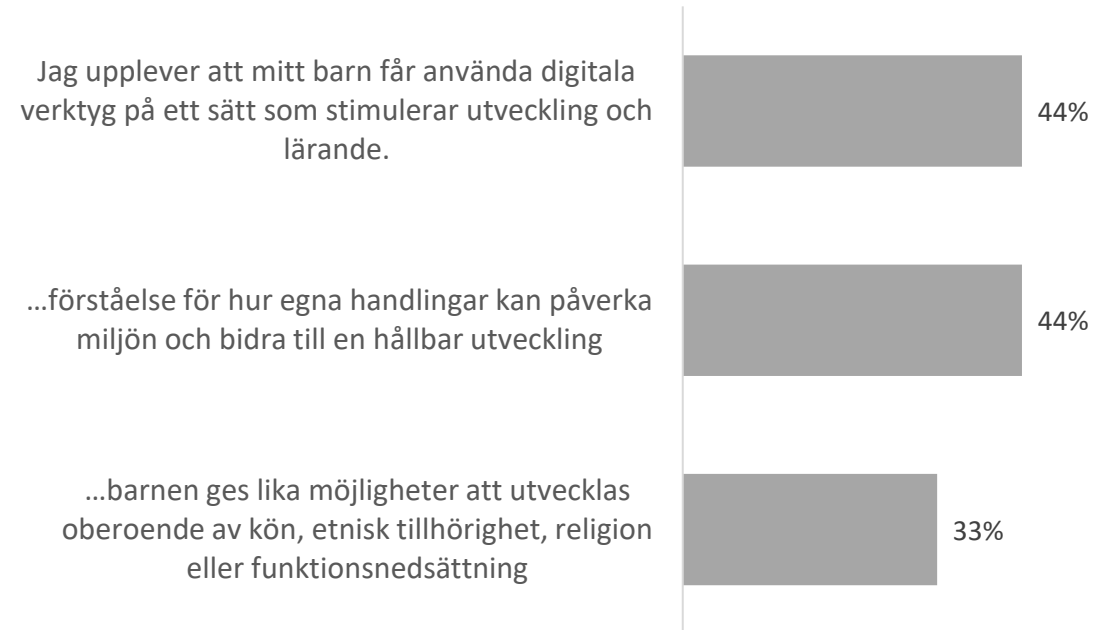 Jag upplever att mitt barn får använda digitala
verktyg på ett sätt som stimulerar utveckling och
lärande.
44%
…förståelse för hur egna handlingar kan påverka
miljön och bidra till en hållbar utveckling
44%
…barnen ges lika möjligheter att utvecklas
oberoende av kön, etnisk tillhörighet, religion
eller funktionsnedsättning
33%